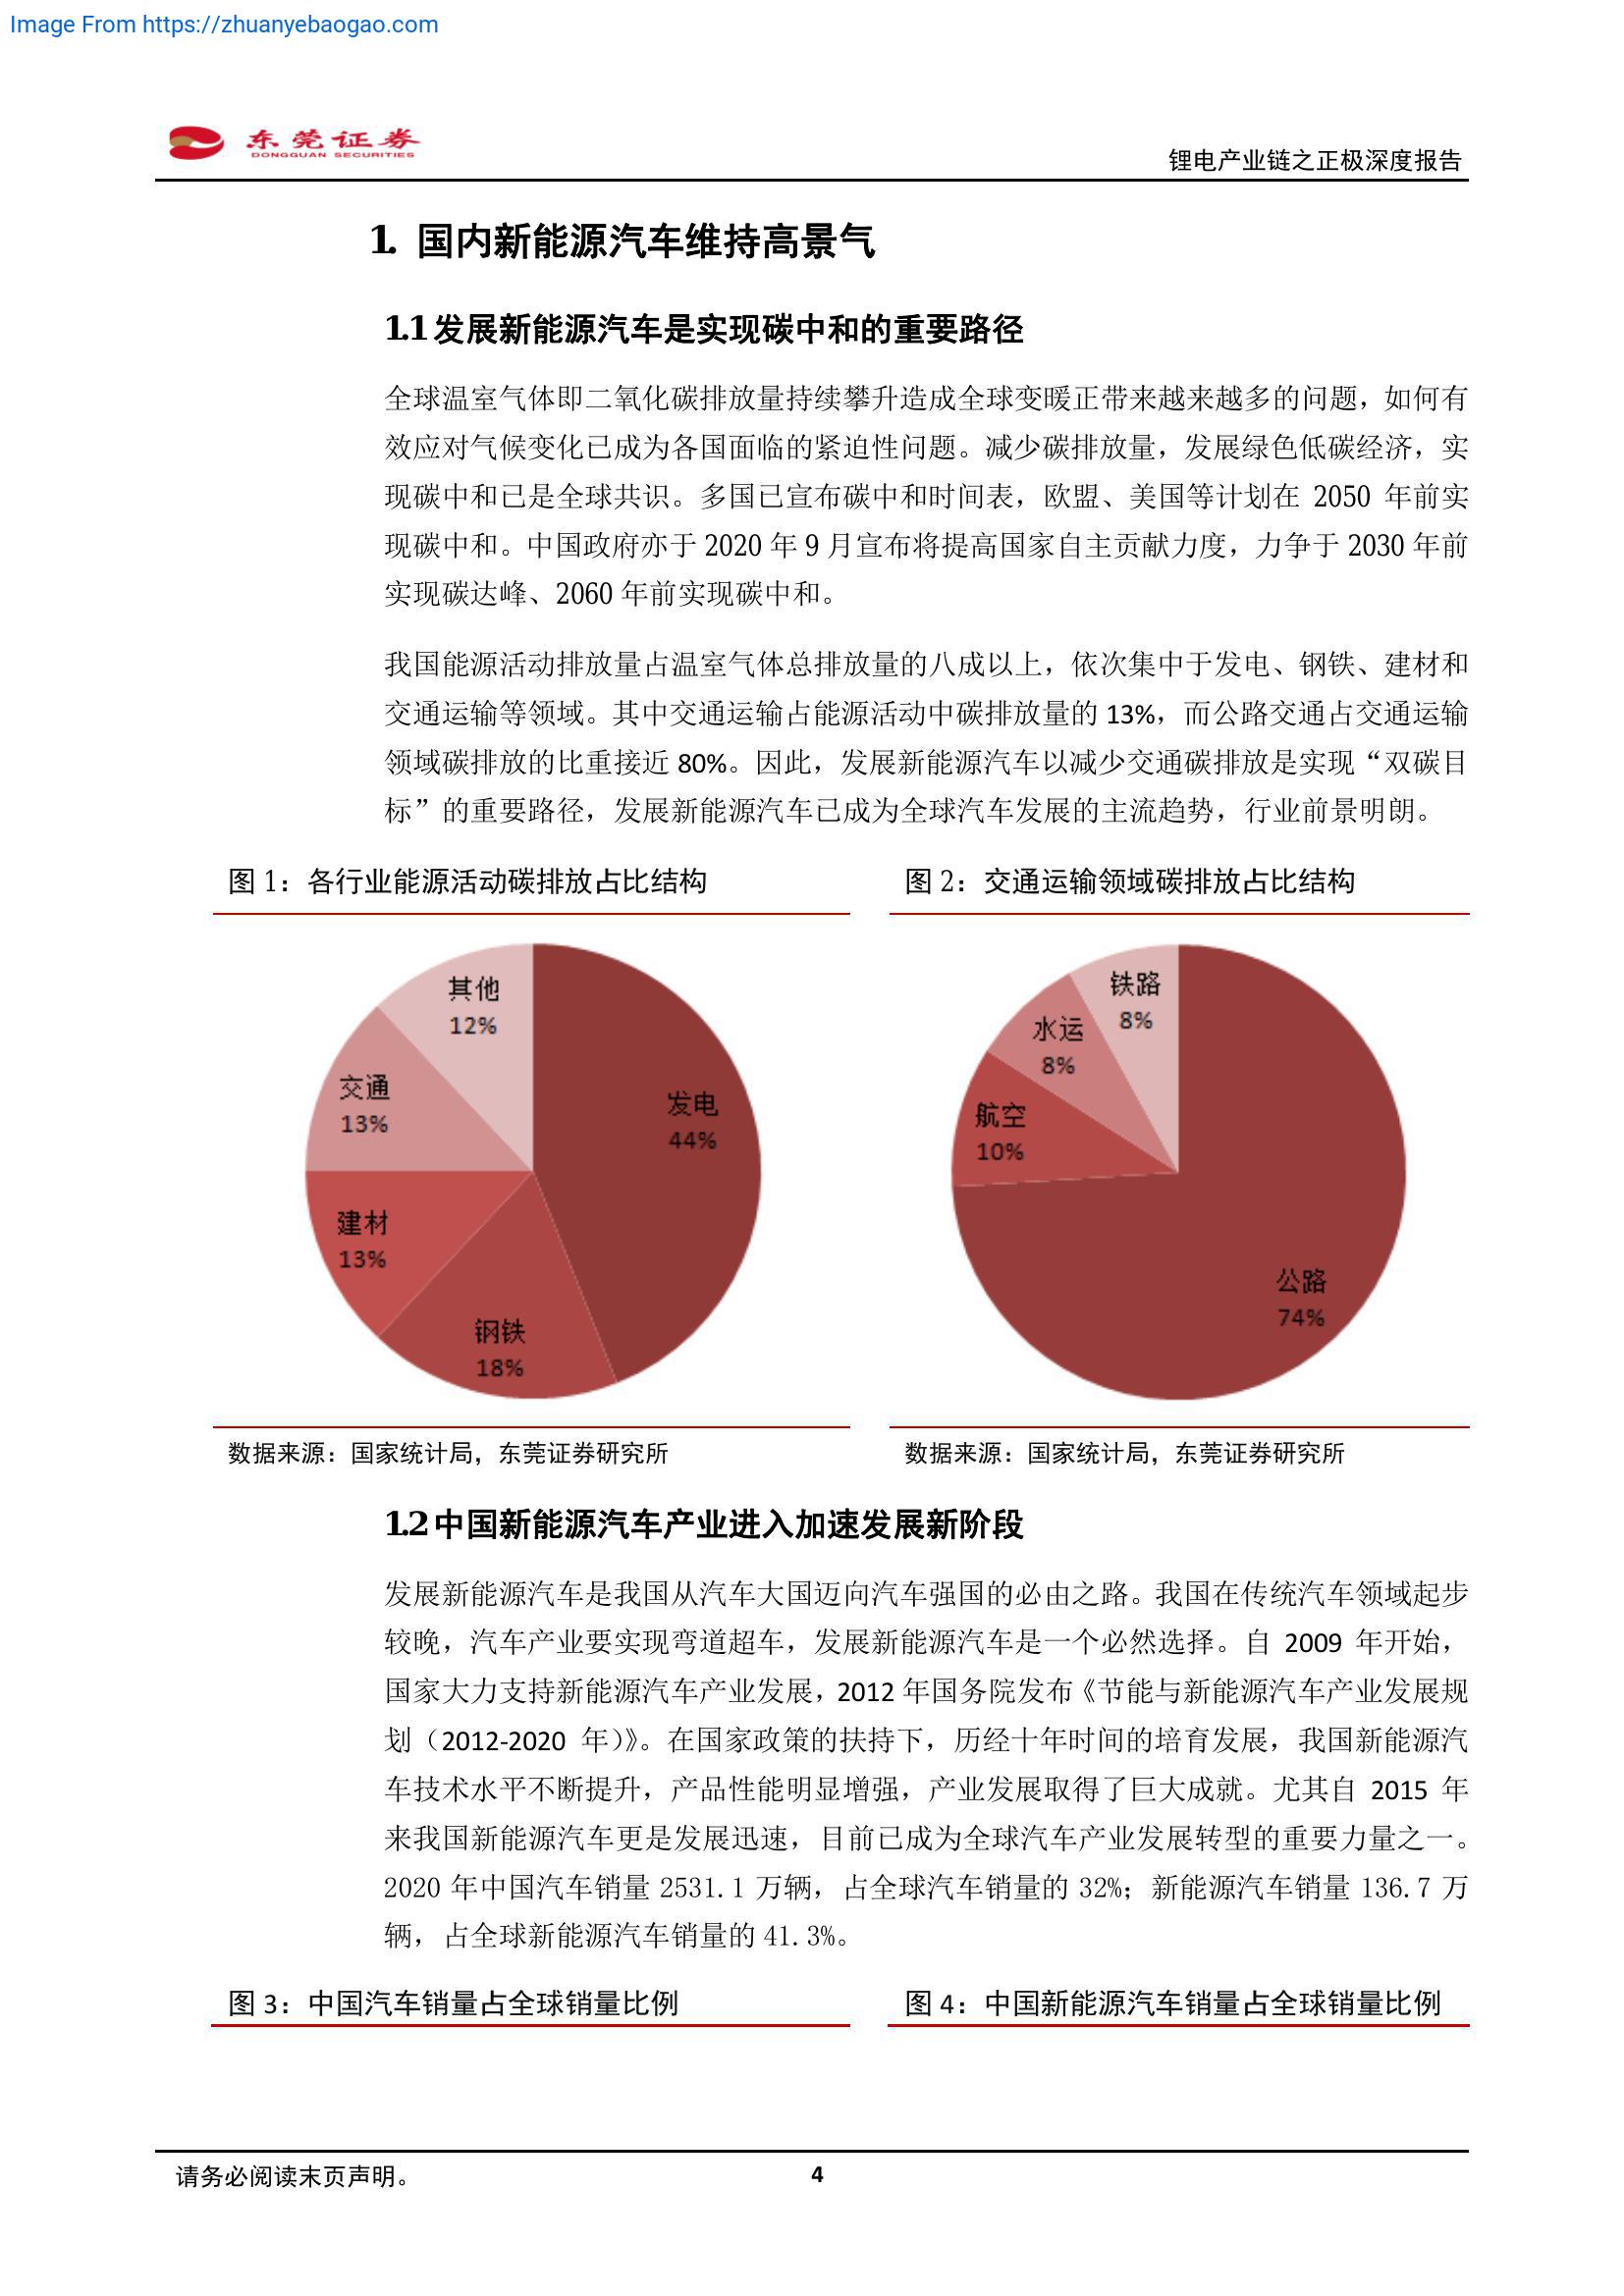 Image From https://zhuanyebaogao.com
东莞证券
DONGGUAN SECURITIES
锂电产业链之正极深度报告
1. 国内新能源汽车维持高景气
1.1 发展新能源汽车是实现碳中和的重要路径
全球温室气体即二氧化碳排放量持续攀升造成全球变暖正带来越来越多的问题，如何有
效应对气候变化已成为各国面临的紧迫性问题。减少碳排放量，发展绿色低碳经济，实
现碳中和已是全球共识。多国已宣布碳中和时间表，欧盟、美国等计划在 2050 年前实
现碳中和。中国政府亦于 2020 年 9 月宣布将提高国家自主贡献力度，力争于 2030 年前
实现碳达峰、2060 年前实现碳中和。
我国能源活动排放量占温室气体总排放量的八成以上，依次集中于发电、钢铁、建材和
交通运输等领域。其中交通运输占能源活动中碳排放量的 13%，而公路交通占交通运输
领域碳排放的比重接近 80%。因此，发展新能源汽车以减少交通碳排放是实现“双碳目
标”的重要路径，发展新能源汽车已成为全球汽车发展的主流趋势，行业前景明朗。
图 1：各行业能源活动碳排放占比结构
其他
12%
交通
13%
发电
44%
建材
13%
钢铁
18%
数据来源：国家统计局，东莞证券研究所
图 2：交通运输领域碳排放占比结构
铁路
8%
水运
8%
航空
10%
公路
74%
数据来源：国家统计局，东莞证券研究所
1.2 中国新能源汽车产业进入加速发展新阶段
发展新能源汽车是我国从汽车大国迈向汽车强国的必由之路。我国在传统汽车领域起步
较晚，汽车产业要实现弯道超车，发展新能源汽车是一个必然选择。自 2009 年开始，
国家大力支持新能源汽车产业发展，2012 年国务院发布《节能与新能源汽车产业发展规
划（2012-2020 年）》。在国家政策的扶持下，历经十年时间的培育发展，我国新能源汽
车技术水平不断提升，产品性能明显增强，产业发展取得了巨大成就。尤其自 2015 年
来我国新能源汽车更是发展迅速，目前已成为全球汽车产业发展转型的重要力量之一。
2020 年中国汽车销量 2531.1 万辆，占全球汽车销量的 32%；新能源汽车销量 136.7 万
辆，占全球新能源汽车销量的 41.3%。
图 3：中国汽车销量占全球销量比例
图 4：中国新能源汽车销量占全球销量比例
请务必阅读末页声明。
4